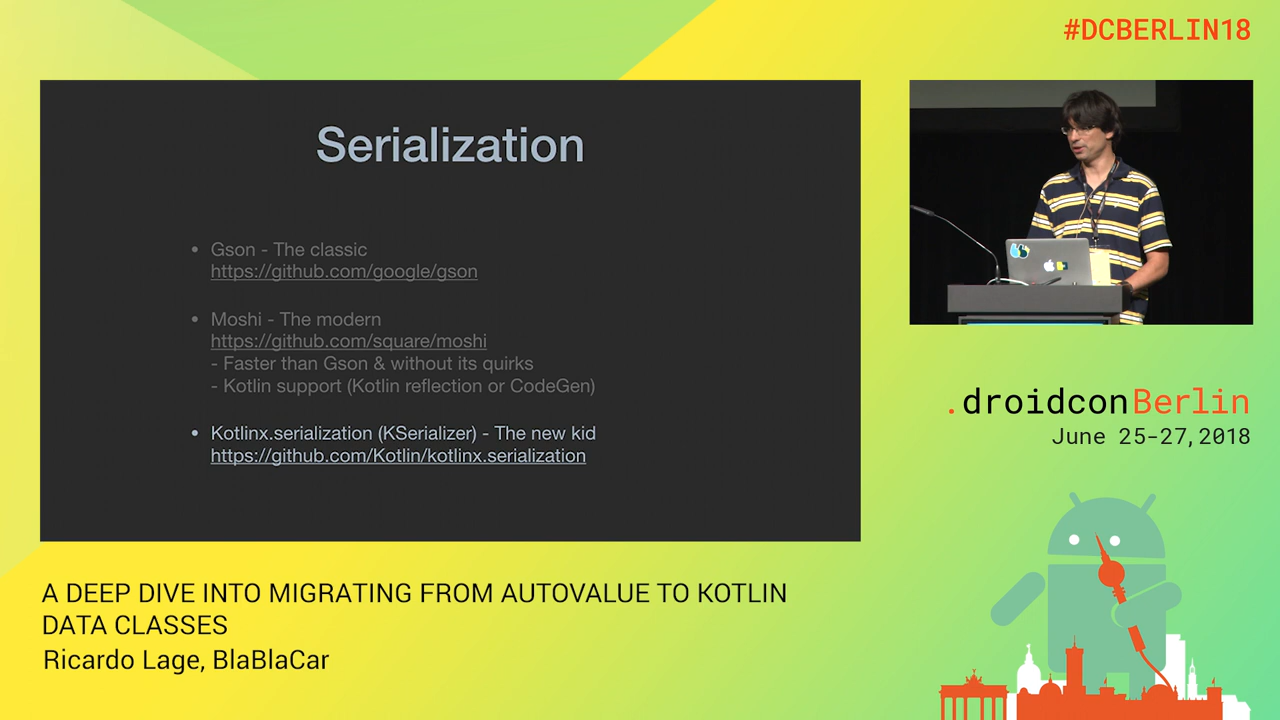 #DCBERLIN18
Serialization
• Gson - The classic
https://github.com/google/gson
• Moshi - The modern
https://github.com/square/moshi
- Faster than Gson & without its quirks
- Kotlin support (Kotlin reflection or CodeGen)
• Kotlinx.serialization (KSerializer) - The new kid
https://github.com/Kotlin/kotlinx.serialization
.droidconBerlin
June 25-27, 2018
A DEEP DIVE INTO MIGRATING FROM AUTOVALUE TO KOTLIN
DATA CLASSES
Ricardo Lage, BlaBlaCar